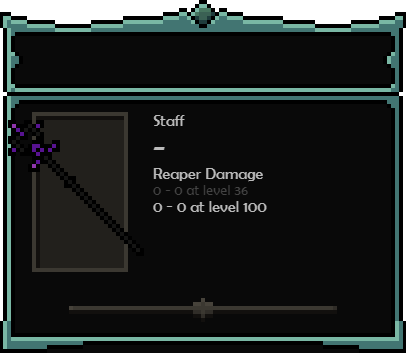 Staff
–
Reaper Damage
0 - 0 at level 36
0 - 0 at level 100